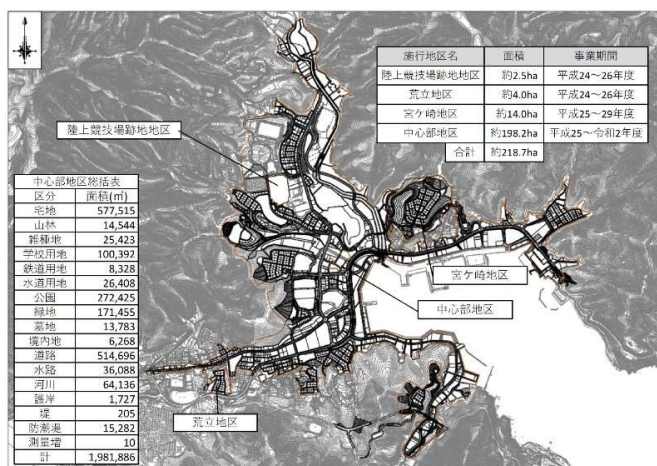 施行地区名 面積 事業期間
陸上競技場跡地地区 約2.5ha 平成24～26年度
荒立地区 約4.0ha 平成24～26年度
宮ケ崎地区 約14.0ha 平成25～29年度
中心部地区 約198.2ha 平成25～令和2年度
合計 約218.7ha
陸上競技場跡地地区
中心部地区総括表
区分 面積(㎡)
宅地 577,515
山林 14,544
雑種地 25,423
学校用地 100,392
鉄道用地 8,328
水道用地 26,408
公園 272,425
緑地 171,455
墓地 13,783
境内地 6,268
道路 514,696
水路 36,088
河川 64,136
護岸 1,727
堤 205
防潮堤 15,282
測量増 10
計 1,981,886
宮ケ崎地区
中心部地区
荒立地区